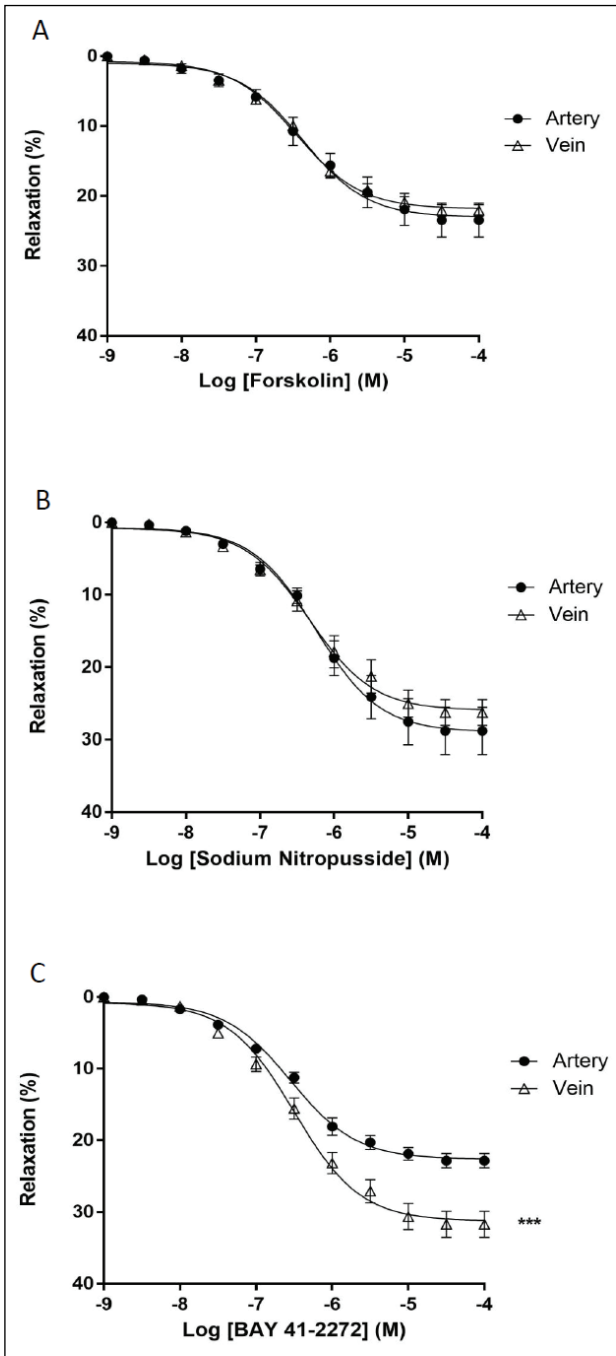 A
0
10
20
30
40
Relaxation (%)
-9 -8 -7 -6 -5 -4
Log [Forskolin] (M)
Artery
Vein
B
0
10
20
30
40
Relaxation (%)
-9 -8 -7 -6 -5 -4
Log [Sodium Nitropusside] (M)
Artery
Vein
C
0
10
20
30
40
Relaxation (%)
-9 -8 -7 -6 -5 -4
Log [BAY 41-2272] (M)
Artery
Vein
***